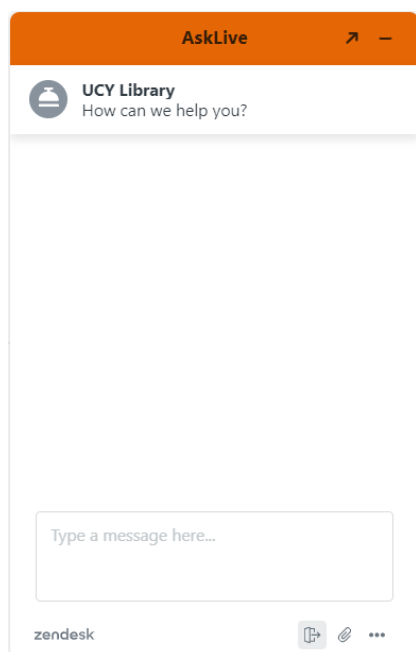 AskLive
UCY Library
How can we help you?
Type a message here...
zendesk